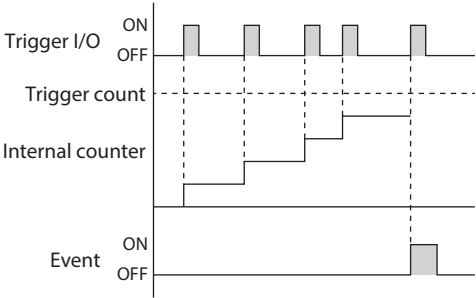 ON
Trigger I/O
OFF
Trigger count
Internal counter
ON
Event
OFF